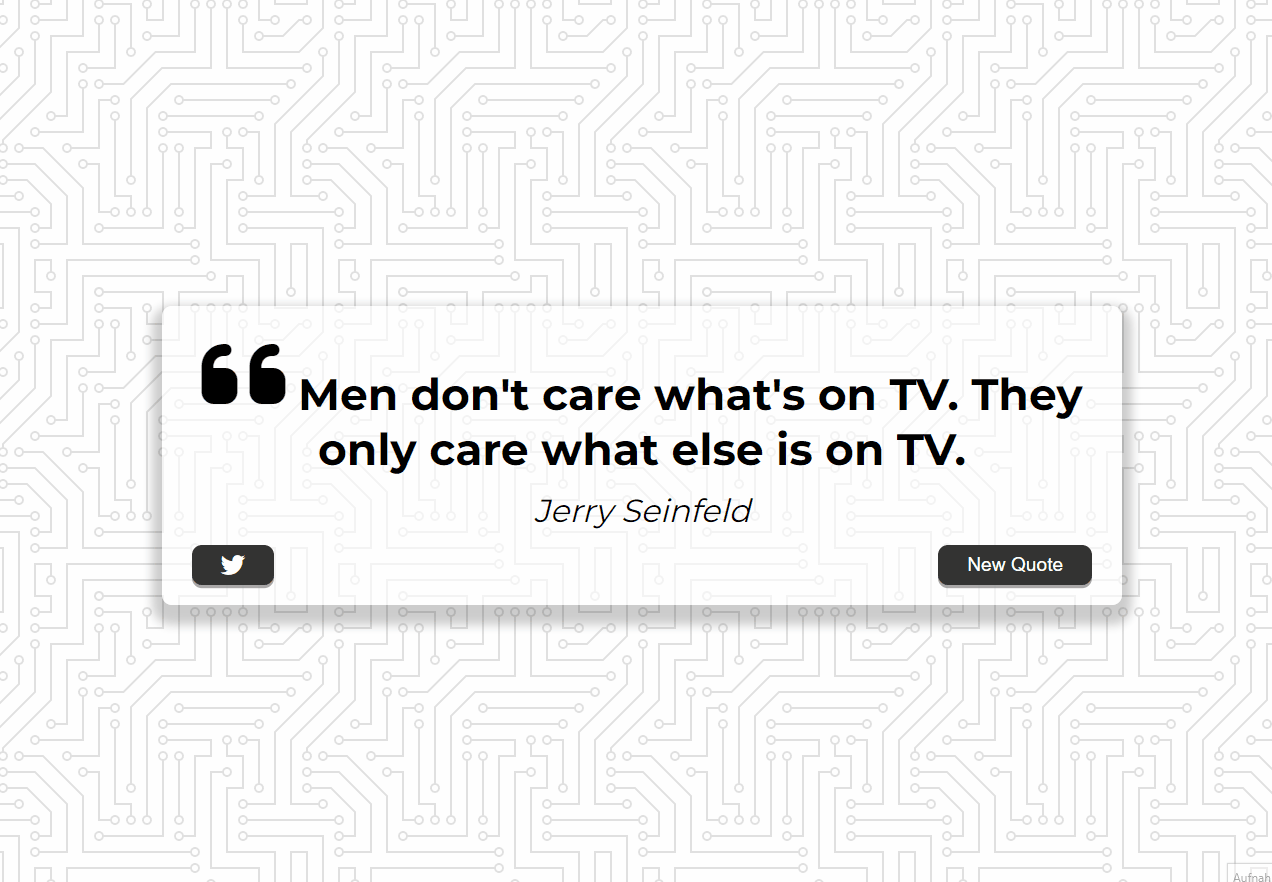 Men don't care what's on TV. They
only care what else is on TV.
Jerry Seinfeld
New Quote
Aufnah